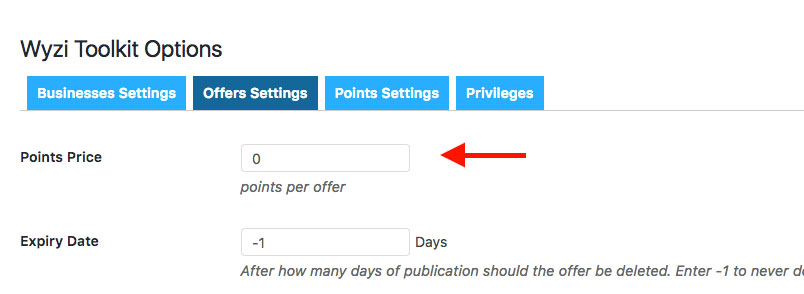 Wyzi Toolkit Options
Businesses Settings Offers Settings Points Settings Privileges
Points Price 0
points per offer
Expiry Date -1 Days
After how many days of publication should the offer be deleted. Enter -1 to never